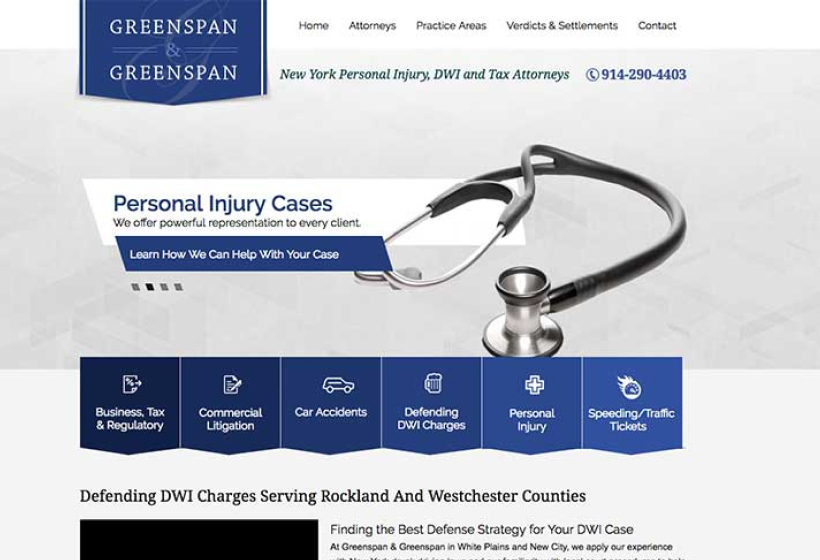 GREENSPAN
&
GREENSPAN
Home Attorneys Practice Areas Verdicts & Settlements Contact
New York Personal Injury, DWI and Tax Attorneys 914-290-4403
Personal Injury Cases
We offer powerful representation to every client.
Learn How We Can Help With Your Case
Business, Tax
& Regulatory
Commercial
Litigation
Car Accidents
Defending
DWI Charges
Personal
Injury
Speeding/Traffic
Tickets
Defending DWI Charges Serving Rockland And Westchester Counties
Finding the Best Defense Strategy for Your DWI Case
At Greenspan & Greenspan in White Plains and New City, we apply our experience